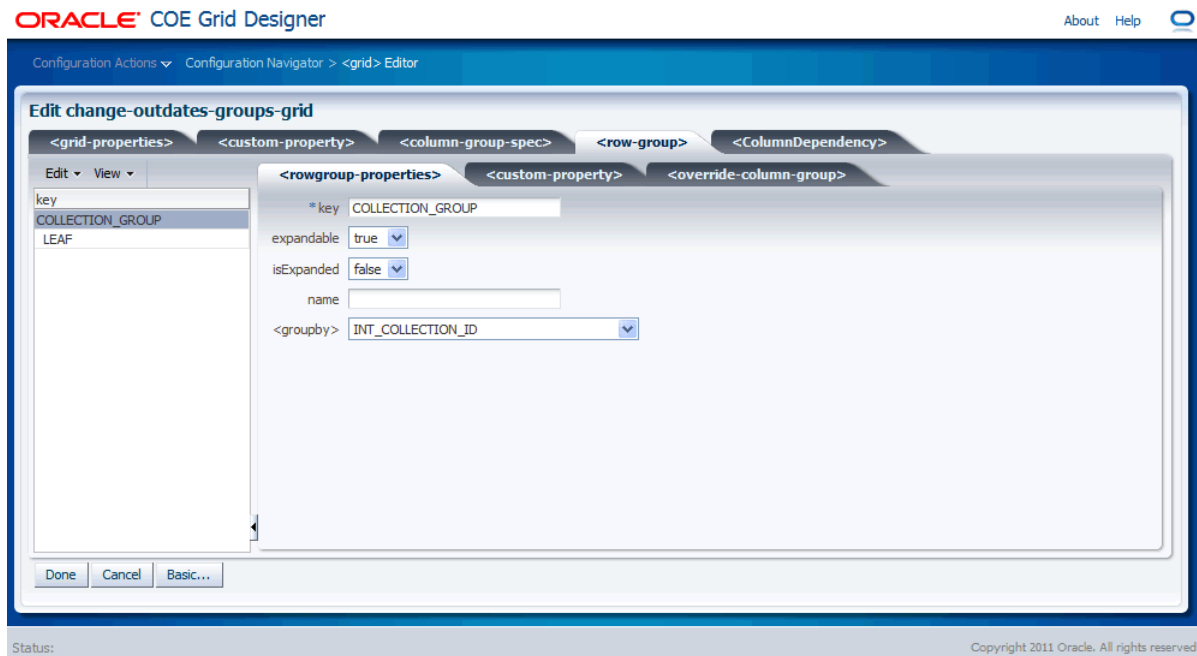 ORACLE COE Grid Designer
About Help
Configuration Actions Configuration Navigator > <grid> Editor
Edit change-outdates-groups-grid
<grid-properties> <custom-property> <column-group-spec> <row-group> <ColumnDependency>
Edit View
<rowgroup-properties> <custom-property> <override-column-group>
key
COLLECTION_GROUP
LEAF
* key COLLECTION_GROUP
expandable true
isExpanded false
name
<groupby> INT_COLLECTION_ID
Done Cancel Basic...
Status:
Copyright 2011 Oracle. All rights reserved